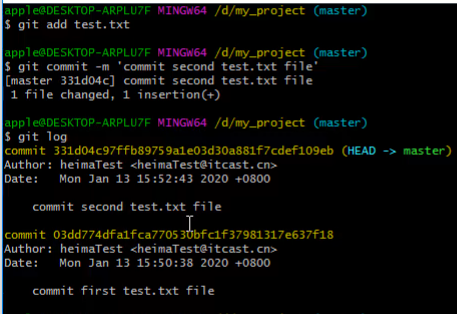 apple@DESKTOP-ARPLU7F MINGW64 /d/my_project (master)
$ git add test.txt
apple@DESKTOP-ARPLU7F MINGW64 /d/my_project (master)
$ git commit -m 'commit second test.txt file'
[master 331d04c] commit second test.txt file
1 file changed, 1 insertion(+)
apple@DESKTOP-ARPLU7F MINGW64 /d/my_project (master)
$ git log
commit 331d04c97ffb89759a1e03d30a881f7cdef109eb (HEAD -> master)
Author: heimaTest <heimaTest@itcast.cn>
Date: Mon Jan 13 15:52:43 2020 +0800
commit second test.txt file
commit 03dd774dfa1fca770530bfc1f37981317e637f18
Author: heimaTest <heimaTest@itcast.cn>
Date: Mon Jan 13 15:50:38 2020 +0800
commit first test.txt file